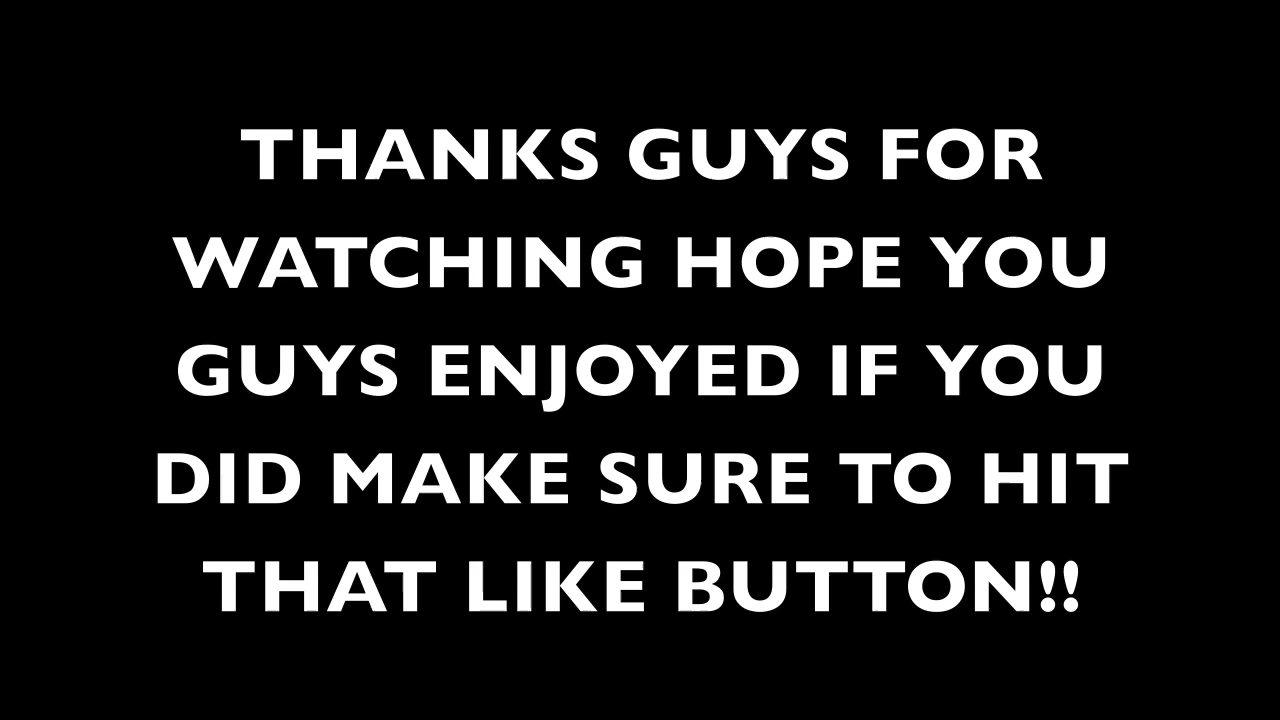 THANKS GUYS FOR
WATCHING HOPE YOU
GUYS ENJOYED IF YOU
DID MAKE SURE TO HIT
THAT LIKE BUTTON!!